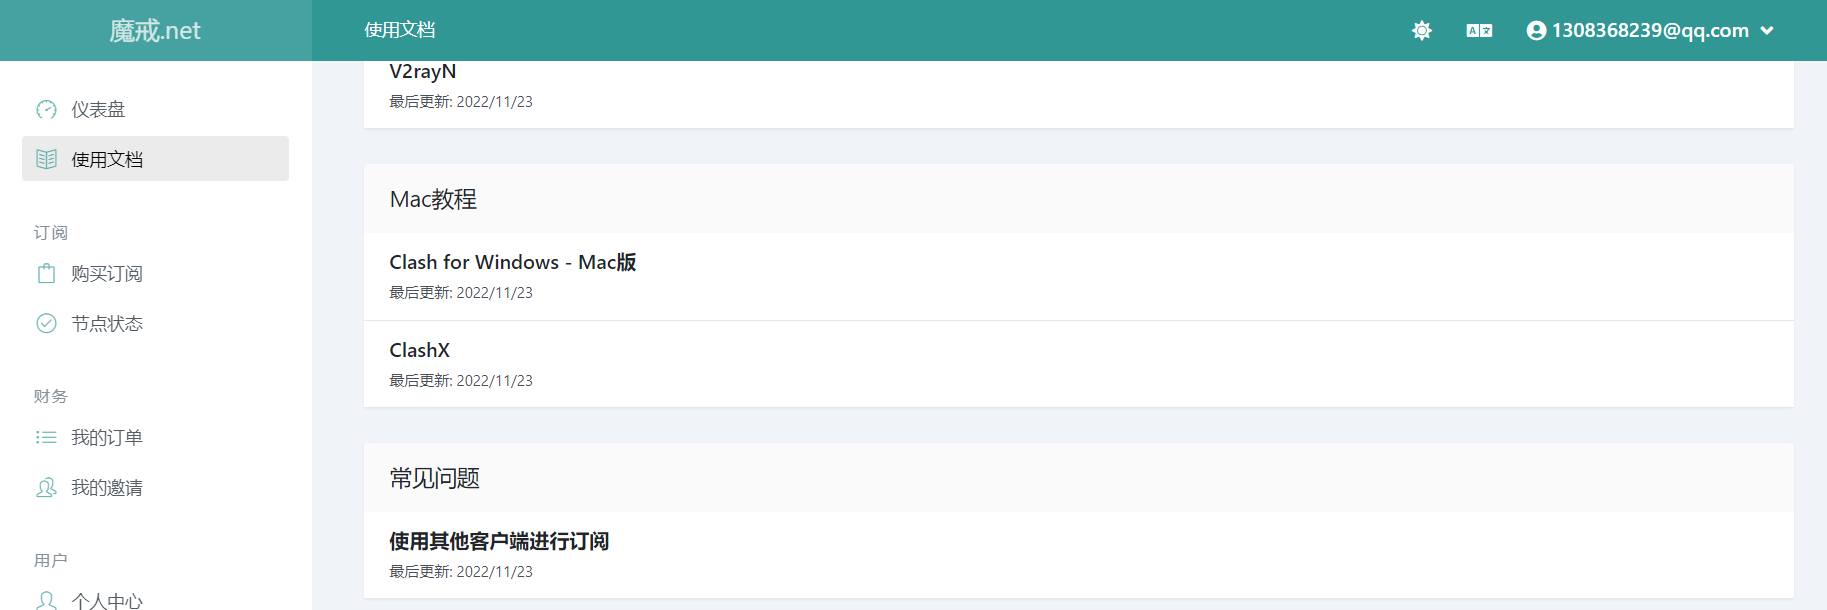 魔戒.net
使用文档
1308368239@qq.com
仪表盘
使用文档
订阅
购买订阅
节点状态
财务
我的订单
我的邀请
用户
个人中心
V2rayN
最后更新: 2022/11/23
Mac教程
Clash for Windows - Mac版
最后更新: 2022/11/23
ClashX
最后更新: 2022/11/23
常见问题
使用其他客户端进行订阅
最后更新: 2022/11/23